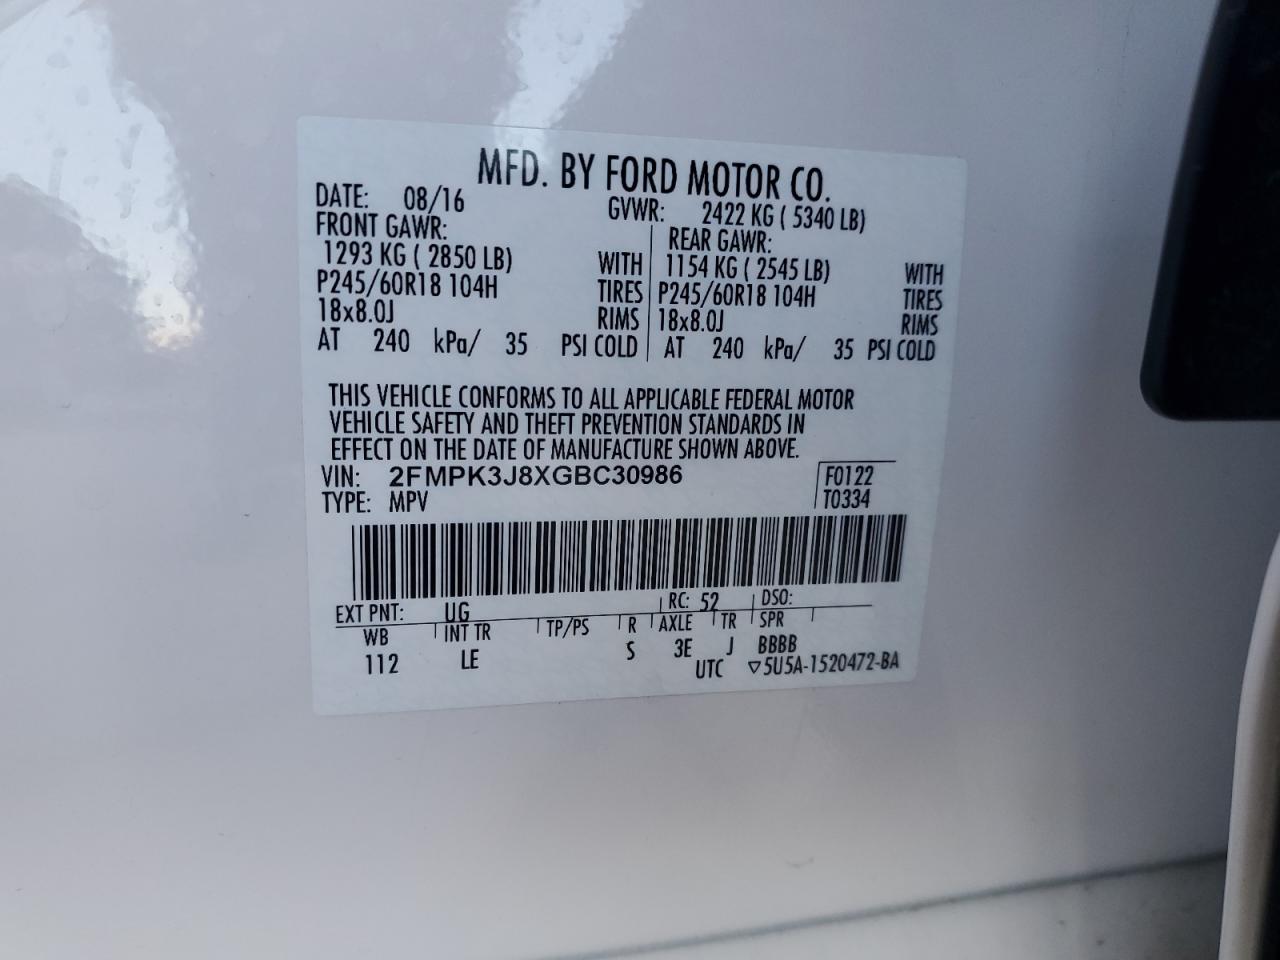 MFD. BY FORD MOTOR CO.
DATE: 08/16 GVWR: 2422 KG ( 5340 LB)
FRONT GAWR: REAR GAWR:
1293 KG ( 2850 LB) WITH 1154 KG ( 2545 LB) WITH
P245/60R18 104H TIRES P245/60R18 104H TIRES
18x8.0J RIMS 18x8.0J RIMS
AT 240 kPa/ 35 PSI COLD AT 240 kPa/ 35 PSI COLD
THIS VEHICLE CONFORMS TO ALL APPLICABLE FEDERAL MOTOR
VEHICLE SAFETY AND THEFT PREVENTION STANDARDS IN
EFFECT ON THE DATE OF MANUFACTURE SHOWN ABOVE.
VIN: 2FMPK3J8XGBC30986 F0122
TYPE: MPV T0334
EXT PNT: UG RC: 52 DSO:
WB INT TR TP/PS R AXLE TR SPR
112 LE S 3E J BBBB
UTC ▽5U5A-1520472-BA